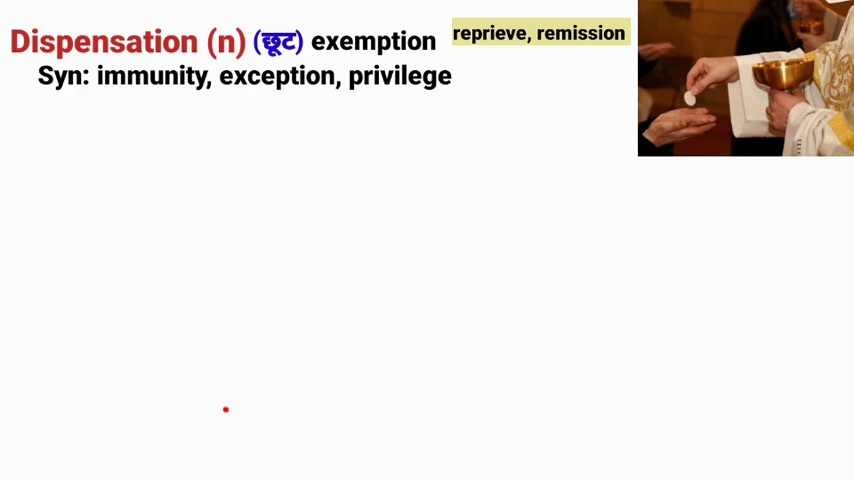 Dispensation (n) (छूट) exemption
reprieve, remission
Syn: immunity, exception, privilege